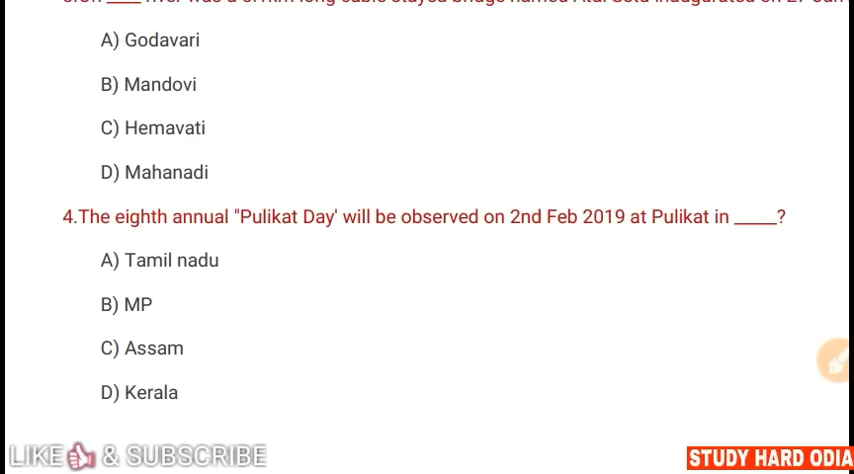 A) Godavari
B) Mandovi
C) Hemavati
D) Mahanadi
4.The eighth annual "Pulikat Day' will be observed on 2nd Feb 2019 at Pulikat in _____?
A) Tamil nadu
B) MP
C) Assam
D) Kerala
LIKE & SUBSCRIBE
STUDY HARD ODIA